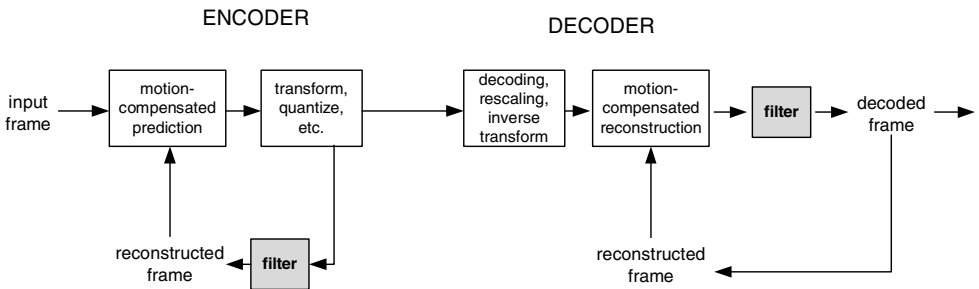 ENCODER
DECODER
input
frame
motion-
compensated
prediction
transform,
quantize,
etc.
decoding,
rescaling,
inverse
transform
motion-
compensated
reconstruction
filter
decoded
frame
reconstructed
frame
filter
reconstructed
frame